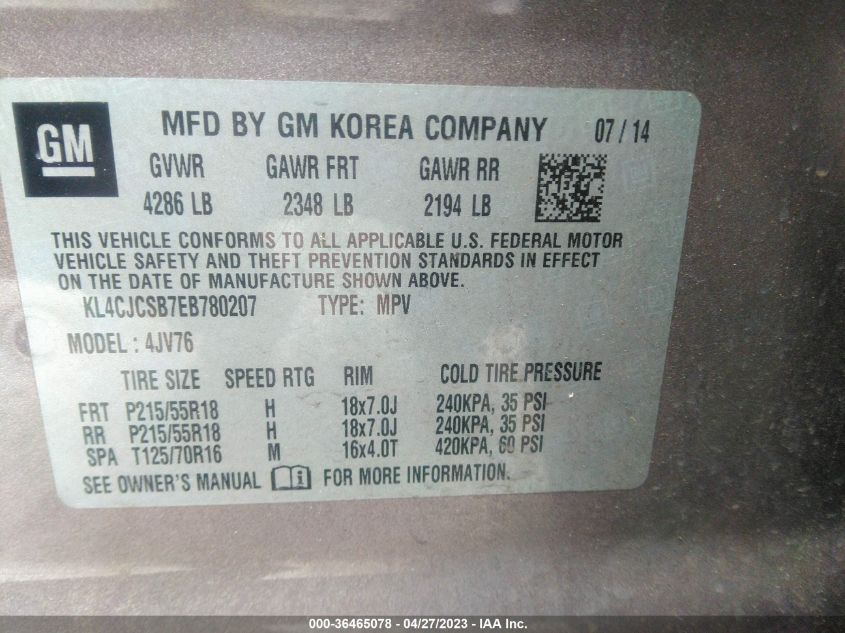 GM
MFD BY GM KOREA COMPANY 07/14
GVWR GAWR FRT GAWR RR
4286 LB 2348 LB 2194 LB
THIS VEHICLE CONFORMS TO ALL APPLICABLE U.S. FEDERAL MOTOR
VEHICLE SAFETY AND THEFT PREVENTION STANDARDS IN EFFECT
ON THE DATE OF MANUFACTURE SHOWN ABOVE.
KL4CJCSB7EB780207 TYPE: MPV
MODEL : 4JV76
TIRE SIZE SPEED RTG RIM COLD TIRE PRESSURE
FRT P215/55R18 H 18x7.0J 240KPA, 35 PSI
RR P215/55R18 H 18x7.0J 240KPA, 35 PSI
SPA T125/70R16 M 16x4.0T 420KPA, 60 PSI
SEE OWNER'S MANUAL i FOR MORE INFORMATION.
000-36465078 - 04/27/2023 - IAA Inc.